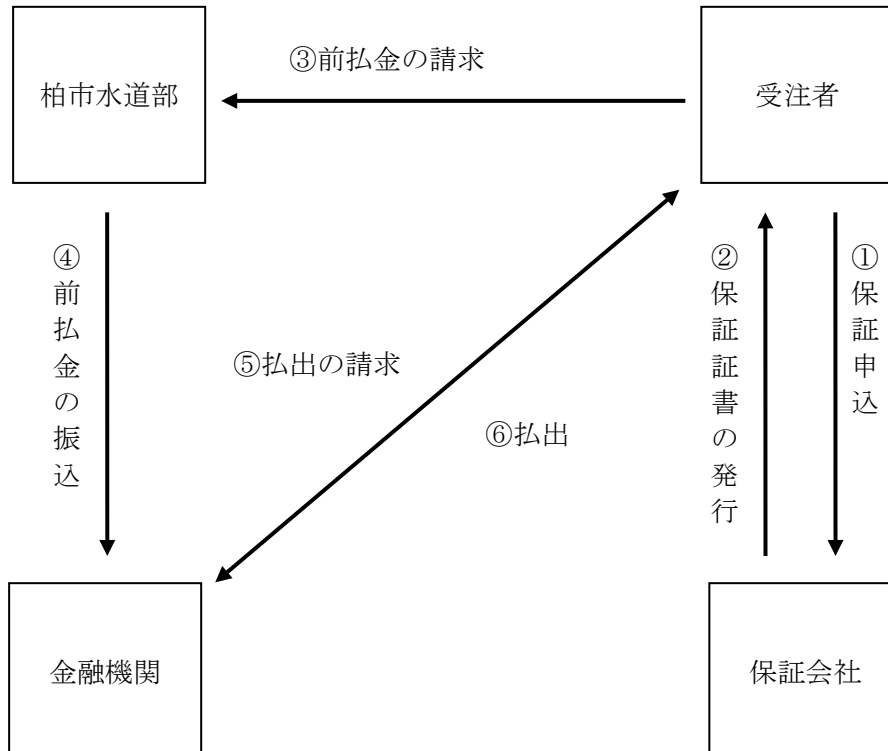 ③前払金の請求
柏市水道部
受注者
④前払金の振込
②保証証書の発行
①保証申込
⑤払出の請求
⑥払出
金融機関
保証会社